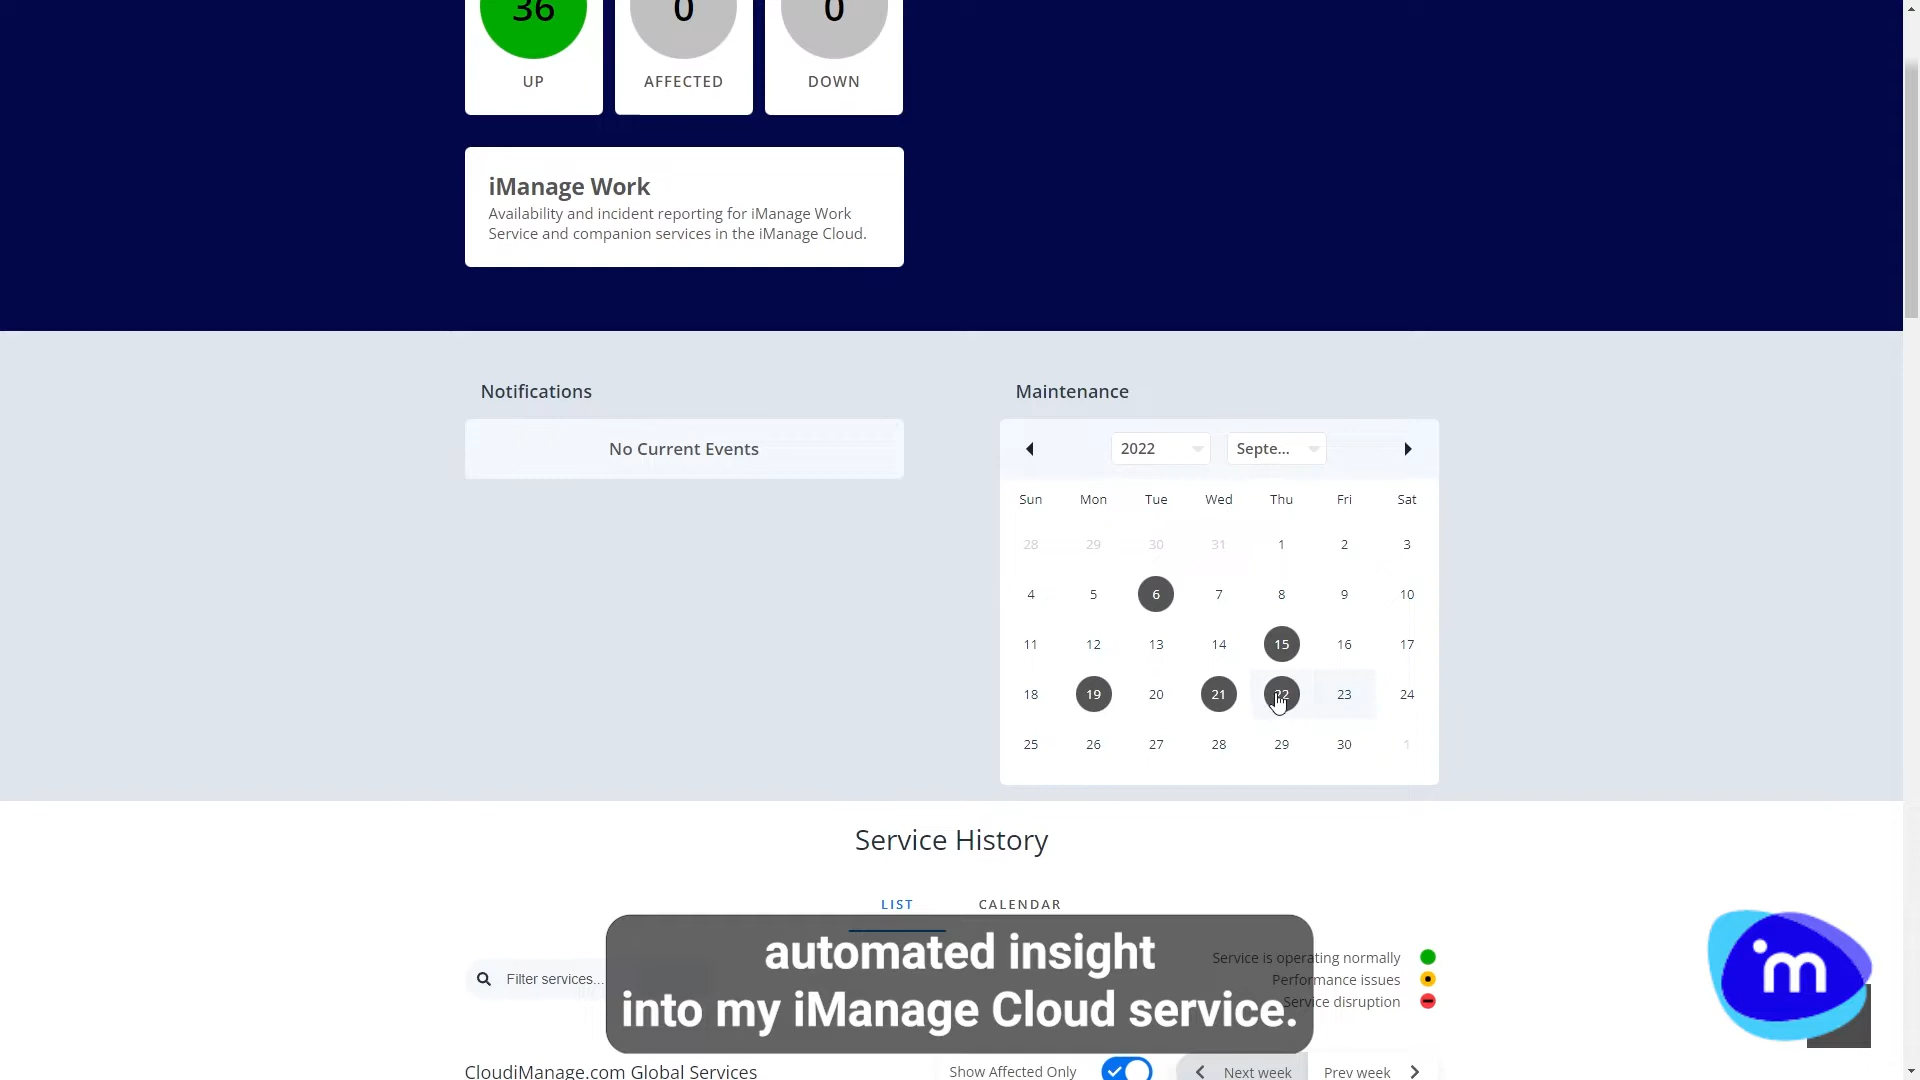 36
0
0
UP
AFFECTED
DOWN
iManage Work
Availability and incident reporting for iManage Work
Service and companion services in the iManage Cloud.
Notifications
Maintenance
No Current Events
2022
Septe...
Sun Mon Tue Wed Thu Fri Sat
28 29 30 31 1 2 3
4 5 6 7 8 9 10
11 12 13 14 15 16 17
18 19 20 21 22 23 24
25 26 27 28 29 30 1
Service History
LIST
CALENDAR
Filter services...
Service is operating normally
Performance issues
Service disruption
automated insight
into my iManage Cloud service.
CloudiManage.com Global Services
Show Affected Only
Next week
Prev week
m